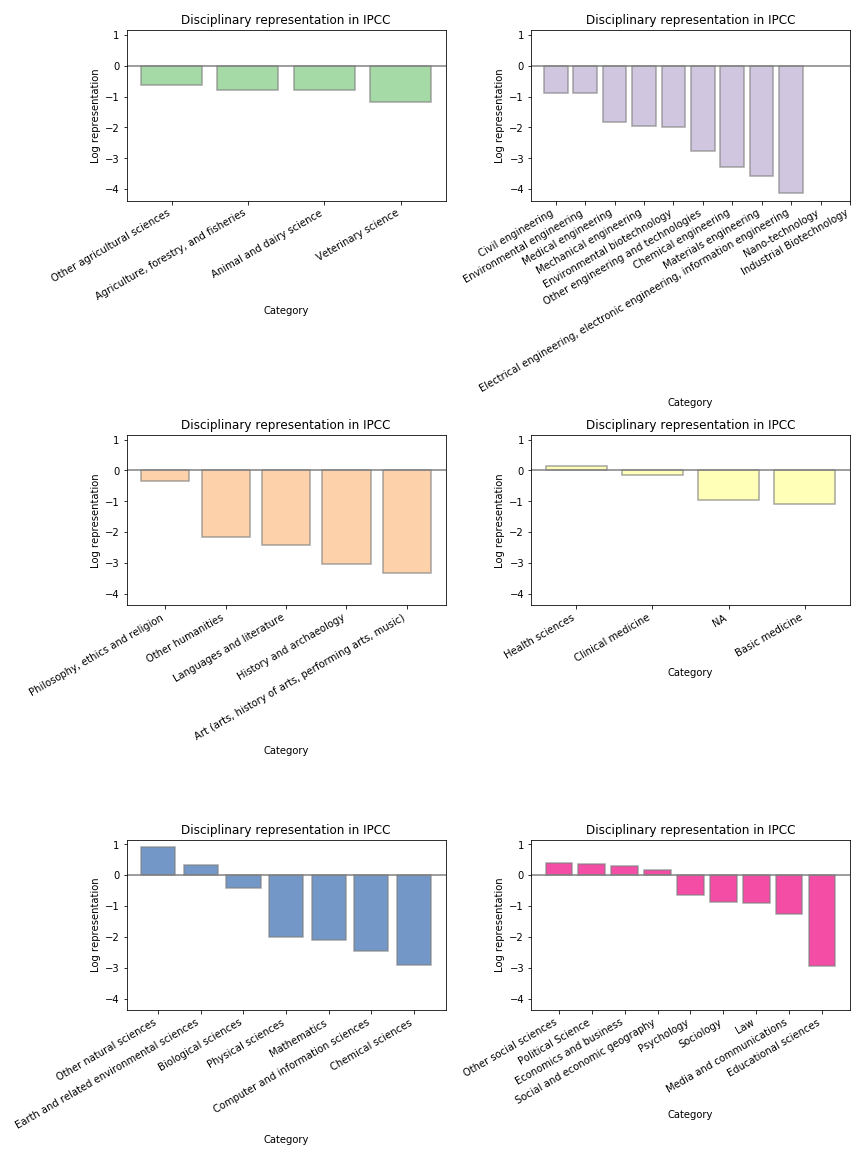 Disciplinary representation in IPCC
1
0
−1
−2
−3
−4
Log representation
Other agricultural sciences
Agriculture, forestry, and fisheries
Animal and dairy science
Veterinary science
Category
Disciplinary representation in IPCC
1
0
−1
−2
−3
−4
Log representation
Civil engineering
Environmental engineering
Medical engineering
Mechanical engineering
Environmental biotechnology
Other engineering and technologies
Chemical engineering
Materials engineering
Electrical engineering, electronic engineering, information engineering
Nano-technology
Industrial Biotechnology
Category
Disciplinary representation in IPCC
1
0
−1
−2
−3
−4
Log representation
Philosophy, ethics and religion
Other humanities
Languages and literature
History and archaeology
Art (arts, history of arts, performing arts, music)
Category
Disciplinary representation in IPCC
1
0
−1
−2
−3
−4
Log representation
Health sciences
Clinical medicine
NA
Basic medicine
Category
Disciplinary representation in IPCC
1
0
−1
−2
−3
−4
Log representation
Other natural sciences
Earth and related environmental sciences
Biological sciences
Physical sciences
Mathematics
Computer and information sciences
Chemical sciences
Category
Disciplinary representation in IPCC
1
0
−1
−2
−3
−4
Log representation
Other social sciences
Political Science
Economics and business
Social and economic geography
Psychology
Sociology
Law
Media and communications
Educational sciences
Category